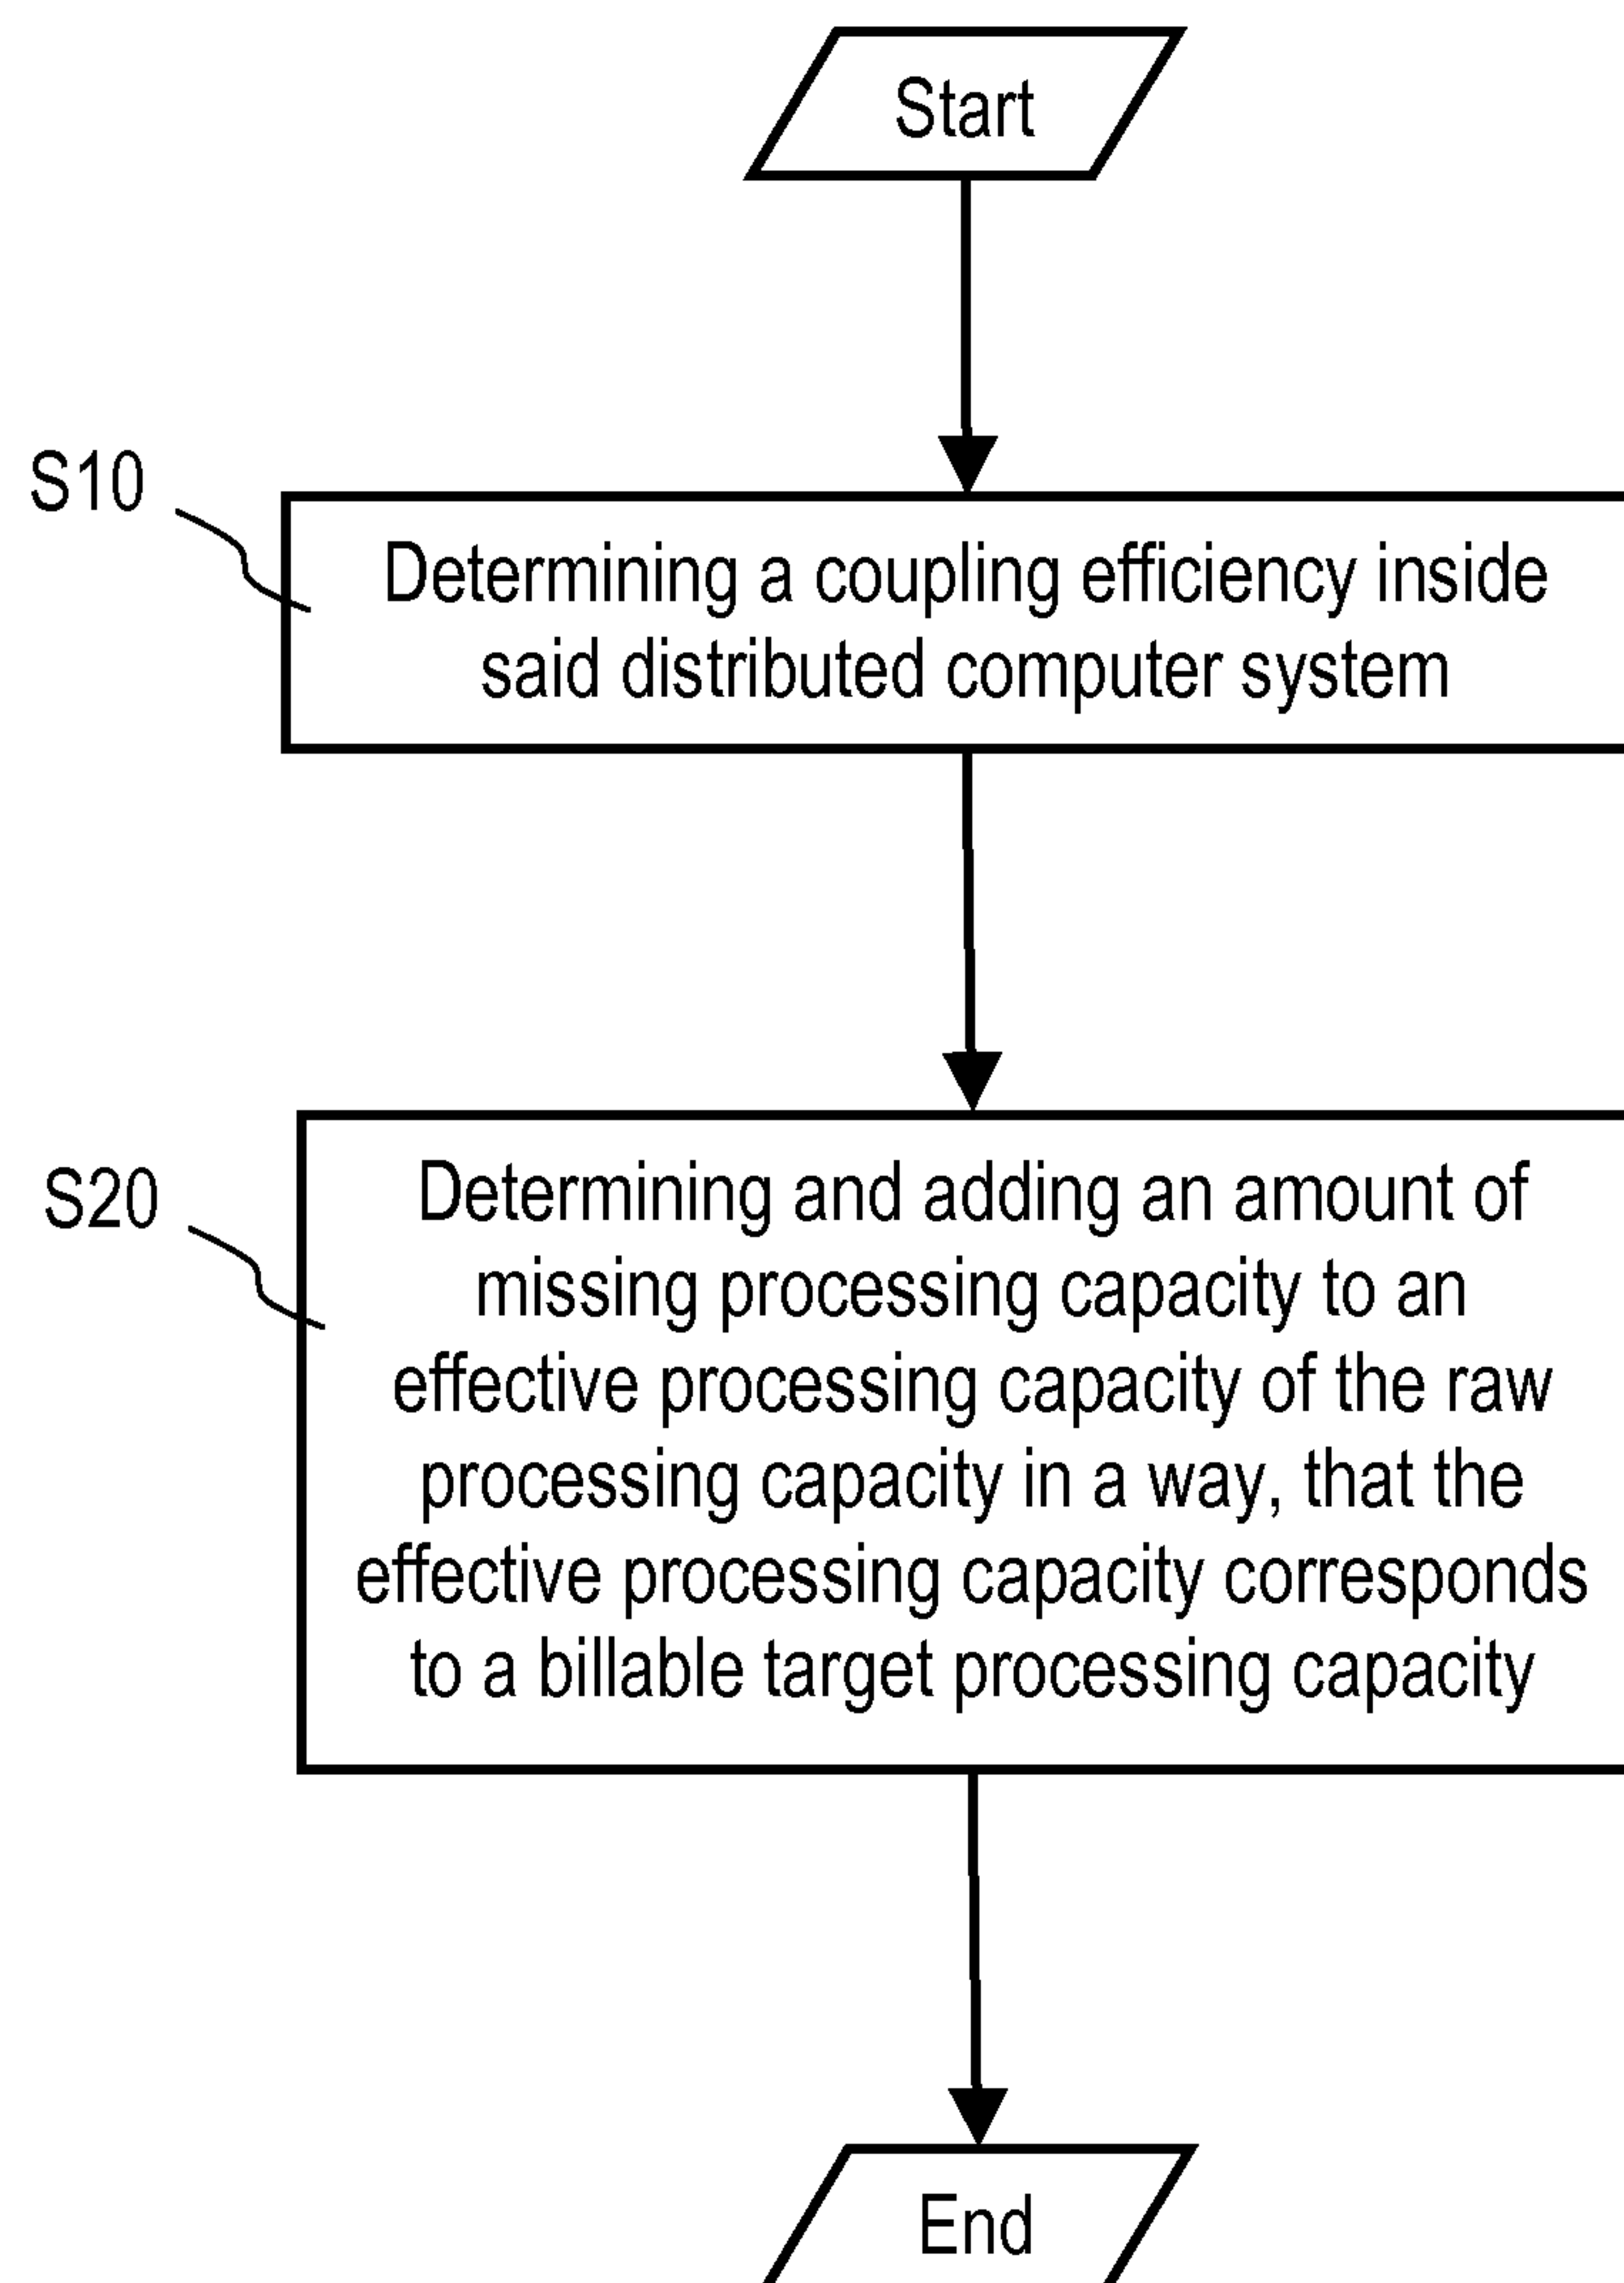 Start
S10
Determining a coupling efficiency inside
said distributed computer system
S20
Determining and adding an amount of
missing processing capacity to an
effective processing capacity of the raw
processing capacity in a way, that the
effective processing capacity corresponds
to a billable target processing capacity
End